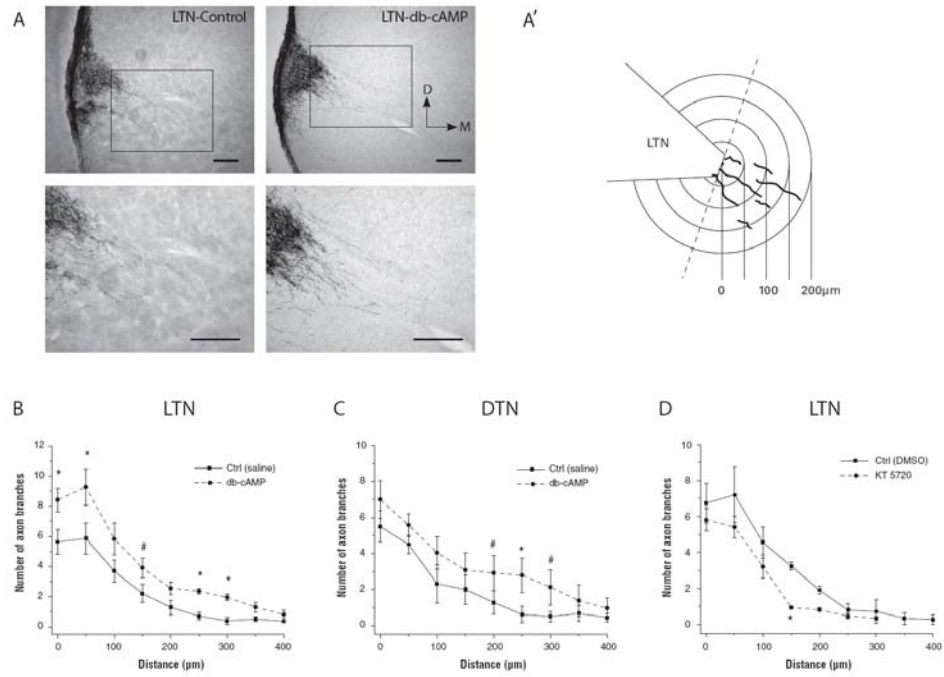 A
LTN-Control
LTN-db-cAMP
D
M
A'
LTN
0 100 200µm
B LTN
Number of axon branches
12
10
8
6
4
2
0
* * # * *
Ctrl (saline)
db-cAMP
0 100 200 300 400
Distance (µm)
C DTN
Number of axon branches
10
8
6
4
2
0
# * #
Ctrl (saline)
db-cAMP
0 100 200 300 400
Distance (µm)
D LTN
Number of axon branches
10
8
6
4
2
0
*
Ctrl (DMSO)
KT 5720
0 100 200 300 400
Distance (µm)